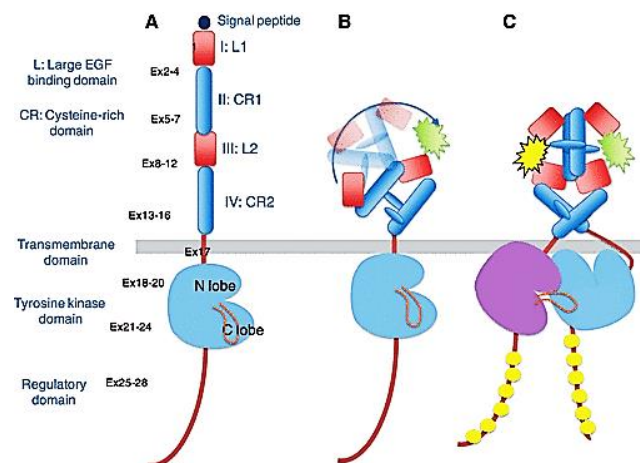 A
B
C
Signal peptide
I: L1
L: Large EGF
binding domain
Ex2-4
II: CR1
CR: Cysteine-rich
domain
Ex5-7
III: L2
Ex8-12
IV: CR2
Ex13-16
Transmembrane
domain
Ex17
Ex18-20
N lobe
Tyrosine kinase
domain
Ex21-24
C lobe
Regulatory
domain
Ex25-28